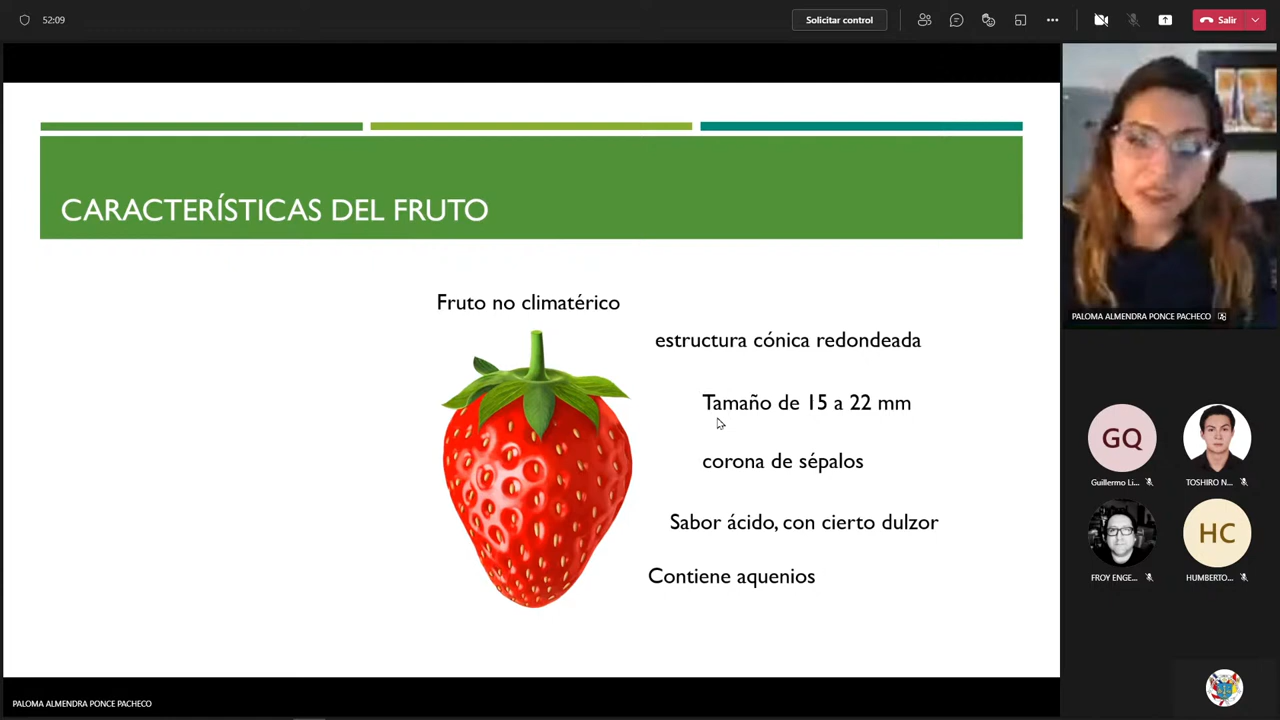 52:09
Solicitar control
Salir
CARACTERÍSTICAS DEL FRUTO
Fruto no climatérico
estructura cónica redondeada
Tamaño de 15 a 22 mm
corona de sépalos
Sabor ácido, con cierto dulzor
Contiene aquenios
PALOMA ALMENDRA PONCE PACHECO
GQ
Guillermo Li...
TOSHIRO N...
FROY ENGE...
HC
HUMBERTO...
PALOMA ALMENDRA PONCE PACHECO